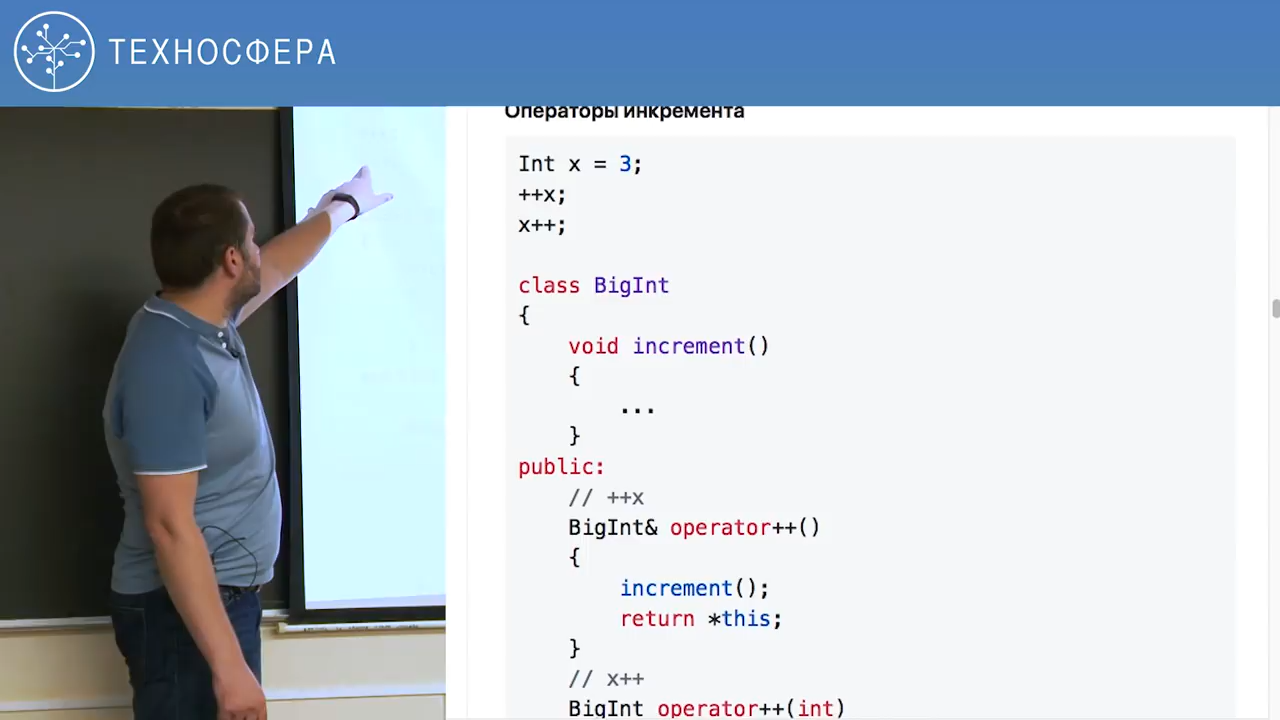 ТЕХНОСФЕРА
Операторы инкремента
Int x = 3;
++x;
x++;
class BigInt
{
void increment()
{
...
}
public:
// ++x
BigInt& operator++()
{
increment();
return *this;
}
// x++
BigInt operator++(int)